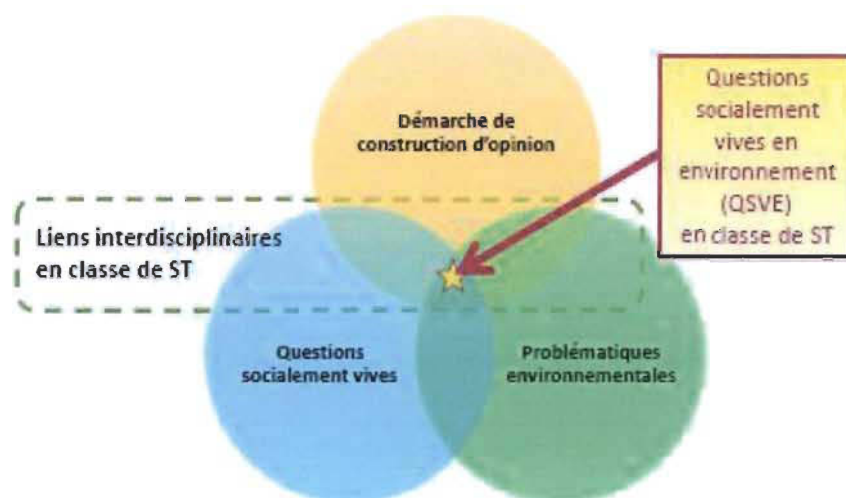 Démarche de
construction d'opinion
Questions
socialement
vives en
environnement
(QSVE)
en classe de ST
Liens interdisciplinaires
en classe de ST
Questions
socialement vives
Problématiques
environnementales